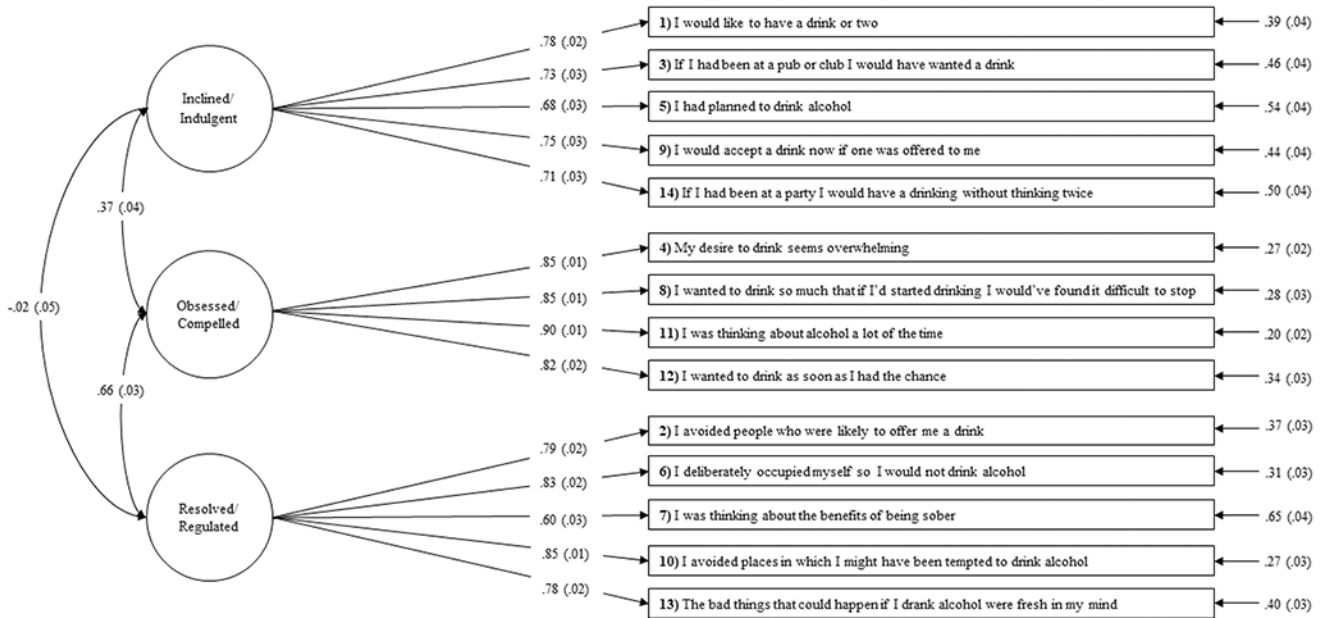 1) I would like to have a drink or two
.39 (.04)
.78 (.02)
3) If I had been at a pub or club I would have wanted a drink
.46 (.04)
.73 (.03)
Inclined/
Indulgent
.68 (.03)
5) I had planned to drink alcohol
.54 (.04)
.75 (.03)
9) I would accept a drink now if one was offered to me
.44 (.04)
.71 (.03)
14) If I had been at a party I would have a drinking without thinking twice
.50 (.04)
.37 (.04)
4) My desire to drink seems overwhelming
.27 (.02)
.85 (.01)
8) I wanted to drink so much that if I'd started drinking I would've found it difficult to stop
.28 (.03)
.85 (.01)
Obsessed/
Compelled
-.02 (.05)
.90 (.01)
11) I was thinking about alcohol a lot of the time
.20 (.02)
.82 (.02)
12) I wanted to drink as soon as I had the chance
.34 (.03)
.66 (.03)
2) I avoided people who were likely to offer me a drink
.37 (.03)
.79 (.02)
6) I deliberately occupied myself so I would not drink alcohol
.31 (.03)
.83 (.02)
Resolved/
Regulated
.60 (.03)
7) I was thinking about the benefits of being sober
.65 (.04)
.85 (.01)
10) I avoided places in which I might have been tempted to drink alcohol
.27 (.03)
.78 (.02)
13) The bad things that could happen if I drank alcohol were fresh in my mind
.40 (.03)